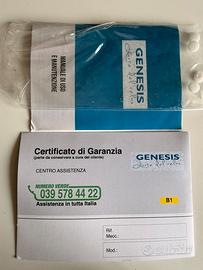 MANUALE DI USO
E MANUTENZIONE
GENESIS
Certificato di Garanzia
(parte da conservarsi a cura del cliente)
GENESIS
CENTRO ASSISTENZA
NUMERO VERDE
039 578 44 22
Assistenza in tutta Italia
B1
Rif.
Mecc.:
Mod.: